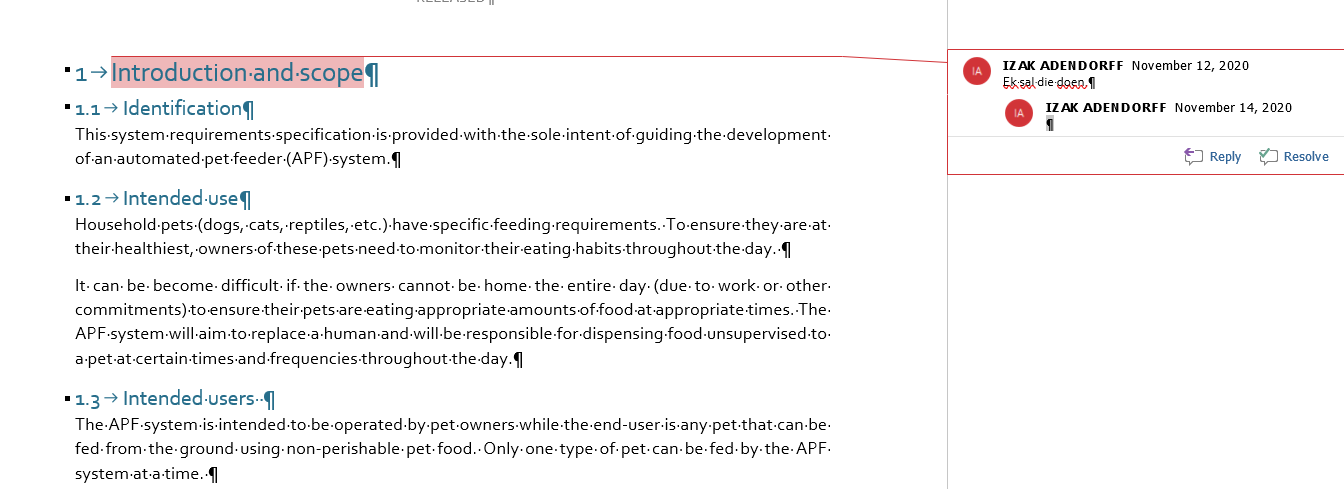 RELEASED¶
1→Introduction·and·scope¶
1.1→Identification¶
This·system·requirements·specification·is·provided·with·the·sole·intent·of·guiding·the·development·
of·an·automated·pet·feeder·(APF)·system.¶
1.2→Intended·use¶
Household·pets·(dogs,·cats,·reptiles,·etc.)·have·specific·feeding·requirements.·To·ensure·they·are·at·
their·healthiest,·owners·of·these·pets·need·to·monitor·their·eating·habits·throughout·the·day.·¶
It·can·be·become·difficult·if·the·owners·cannot·be·home·the·entire·day·(due·to·work·or·other·
commitments)·to·ensure·their·pets·are·eating·appropriate·amounts·of·food·at·appropriate·times.·The·
APF·system·will·aim·to·replace·a·human·and·will·be·responsible·for·dispensing·food·unsupervised·to·
a·pet·at·certain·times·and·frequencies·throughout·the·day.¶
1.3→Intended·users··¶
The·APF·system·is·intended·to·be·operated·by·pet·owners·while·the·end-user·is·any·pet·that·can·be·
fed·from·the·ground·using·non-perishable·pet·food.·Only·one·type·of·pet·can·be·fed·by·the·APF·
system·at·a·time.·¶
IA IZAK ADENDORFF November 12, 2020
Ek·sal·die·doen.¶
IA IZAK ADENDORFF November 14, 2020
¶
Reply Resolve